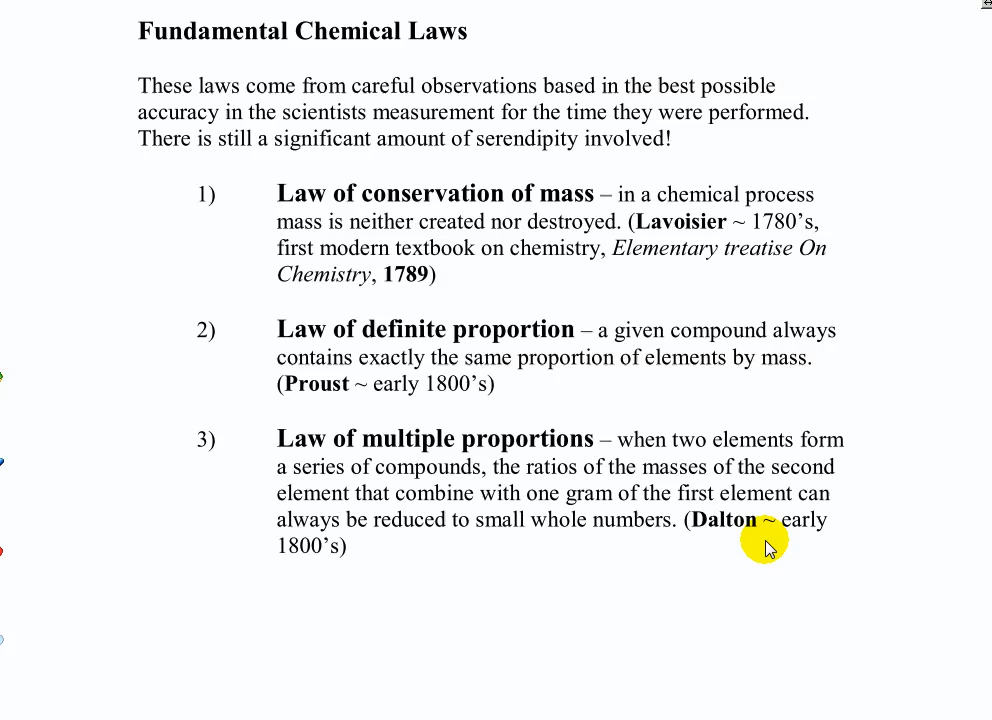 Fundamental Chemical Laws
These laws come from careful observations based in the best possible
accuracy in the scientists measurement for the time they were performed.
There is still a significant amount of serendipity involved!
1) Law of conservation of mass – in a chemical process
mass is neither created nor destroyed. (Lavoisier ~ 1780’s,
first modern textbook on chemistry, Elementary treatise On
Chemistry, 1789)
2) Law of definite proportion – a given compound always
contains exactly the same proportion of elements by mass.
(Proust ~ early 1800’s)
3) Law of multiple proportions – when two elements form
a series of compounds, the ratios of the masses of the second
element that combine with one gram of the first element can
always be reduced to small whole numbers. (Dalton ~ early
1800’s)